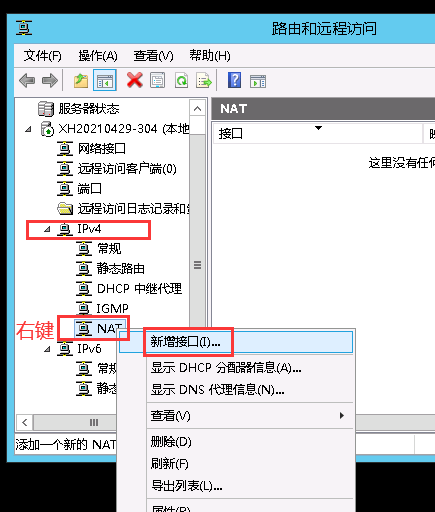 路由和远程访问
文件(F) 操作(A) 查看(V) 帮助(H)
服务器状态
XH20210429-304 (本地
网络接口
远程访问客户端(0)
端口
远程访问日志记录和
IPv4
常规
静态路由
DHCP 中继代理
IGMP
右键 NAT
IPv6
常规
静态
NAT
接口
这里没有任何
新增接口(I)...
显示 DHCP 分配器信息(A)...
显示 DNS 代理信息(N)...
查看(V)
删除(D)
刷新(F)
导出列表(L)...
属性(R)
添加一个新的 NAT